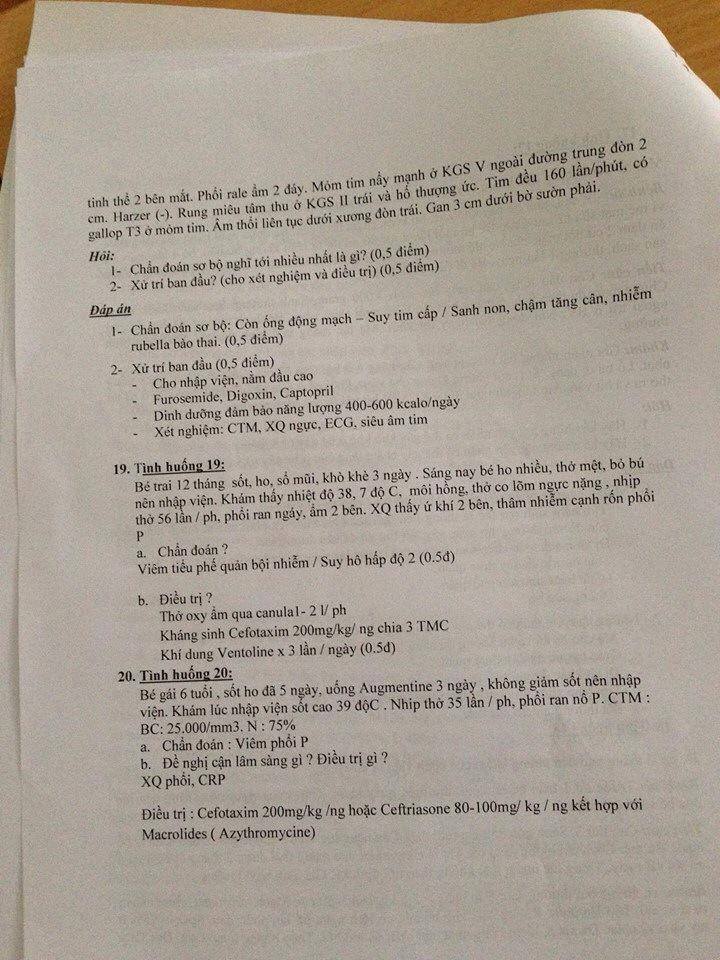 tinh thể 2 bên mắt. Phổi rale ẩm 2 đáy. Mỏm tim nẩy mạnh ở KGS V ngoài đường trung đòn 2
cm. Harzer (-). Rung miêu tâm thu ở KGS II trái và hố thượng ức. Tim đều 160 lần/phút, có
gallop T3 ở mỏm tim. Âm thổi liên tục dưới xương đòn trái. Gan 3 cm dưới bờ sườn phải.
Hỏi:
1- Chẩn đoán sơ bộ nghĩ tới nhiều nhất là gì? (0,5 điểm)
2- Xử trí ban đầu? (cho xét nghiệm và điều trị) (0,5 điểm)
Đáp án
1- Chẩn đoán sơ bộ: Còn ống động mạch – Suy tim cấp / Sanh non, chậm tăng cân, nhiễm
rubella bào thai. (0,5 điểm)
2- Xử trí ban đầu (0,5 điểm)
- Cho nhập viện, nằm đầu cao
- Furosemide, Digoxin, Captopril
- Dinh dưỡng đảm bảo năng lượng 400-600 kcalo/ngày
- Xét nghiệm: CTM, XQ ngực, ECG, siêu âm tim
19. Tình huống 19:
Bé trai 12 tháng sốt, ho, sổ mũi, khò khè 3 ngày . Sáng nay bé ho nhiều, thở mệt, bỏ bú
nên nhập viện. Khám thấy nhiệt độ 38, 7 độ C, môi hồng, thở co lõm ngực nặng , nhịp
thở 56 lần / ph, phổi ran ngáy, ẩm 2 bên. XQ thấy ứ khí 2 bên, thâm nhiễm cạnh rốn phổi
P
a. Chẩn đoán ?
Viêm tiểu phế quản bội nhiễm / Suy hô hấp độ 2 (0.5đ)
b. Điều trị ?
Thở oxy ẩm qua canula1- 2 l/ ph
Kháng sinh Cefotaxim 200mg/kg/ ng chia 3 TMC
Khí dung Ventoline x 3 lần / ngày (0.5đ)
20. Tình huống 20:
Bé gái 6 tuổi , sốt ho đã 5 ngày, uống Augmentine 3 ngày , không giảm sốt nên nhập
viện. Khám lúc nhập viện sốt cao 39 độC . Nhip thở 35 lần / ph, phổi ran nổ P. CTM :
BC: 25.000/mm3. N : 75%
a. Chẩn đoán : Viêm phổi P
b. Đề nghị cận lâm sàng gì ? Điều trị gì ?
XQ phổi, CRP
Điều trị : Cefotaxim 200mg/kg /ng hoặc Ceftriasone 80-100mg/ kg / ng kết hợp với
Macrolides ( Azythromycine)